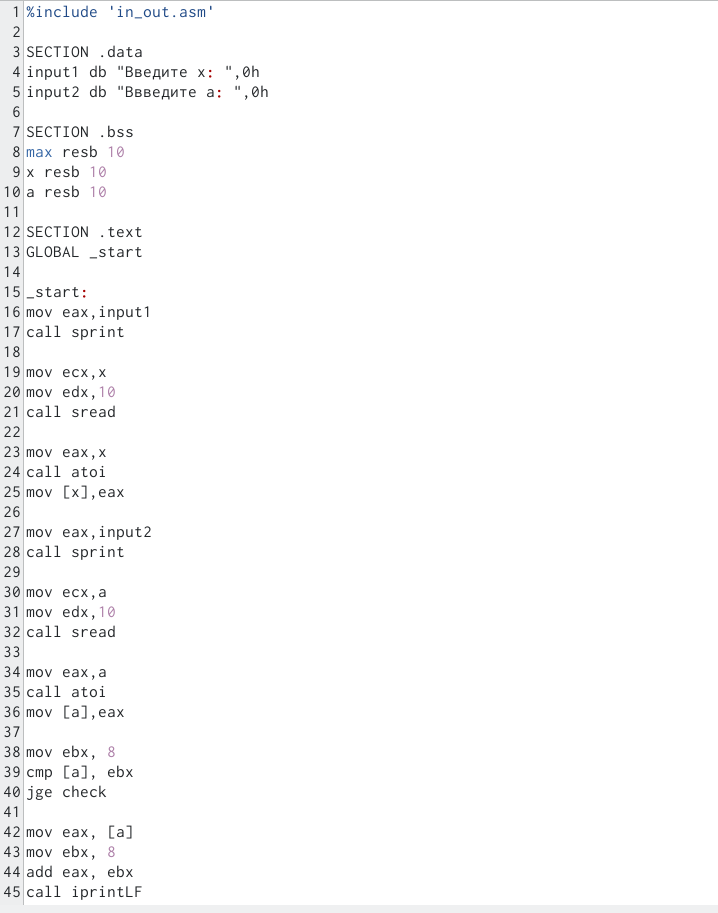 1 %include 'in_out.asm'
2
3 SECTION .data
4 input1 db "Введите x: ",0h
5 input2 db "Ввведите a: ",0h
6
7 SECTION .bss
8 max resb 10
9 x resb 10
10 a resb 10
11
12 SECTION .text
13 GLOBAL _start
14
15 _start:
16 mov eax,input1
17 call sprint
18
19 mov ecx,x
20 mov edx,10
21 call sread
22
23 mov eax,x
24 call atoi
25 mov [x],eax
26
27 mov eax,input2
28 call sprint
29
30 mov ecx,a
31 mov edx,10
32 call sread
33
34 mov eax,a
35 call atoi
36 mov [a],eax
37
38 mov ebx, 8
39 cmp [a], ebx
40 jge check
41
42 mov eax, [a]
43 mov ebx, 8
44 add eax, ebx
45 call iprintLF